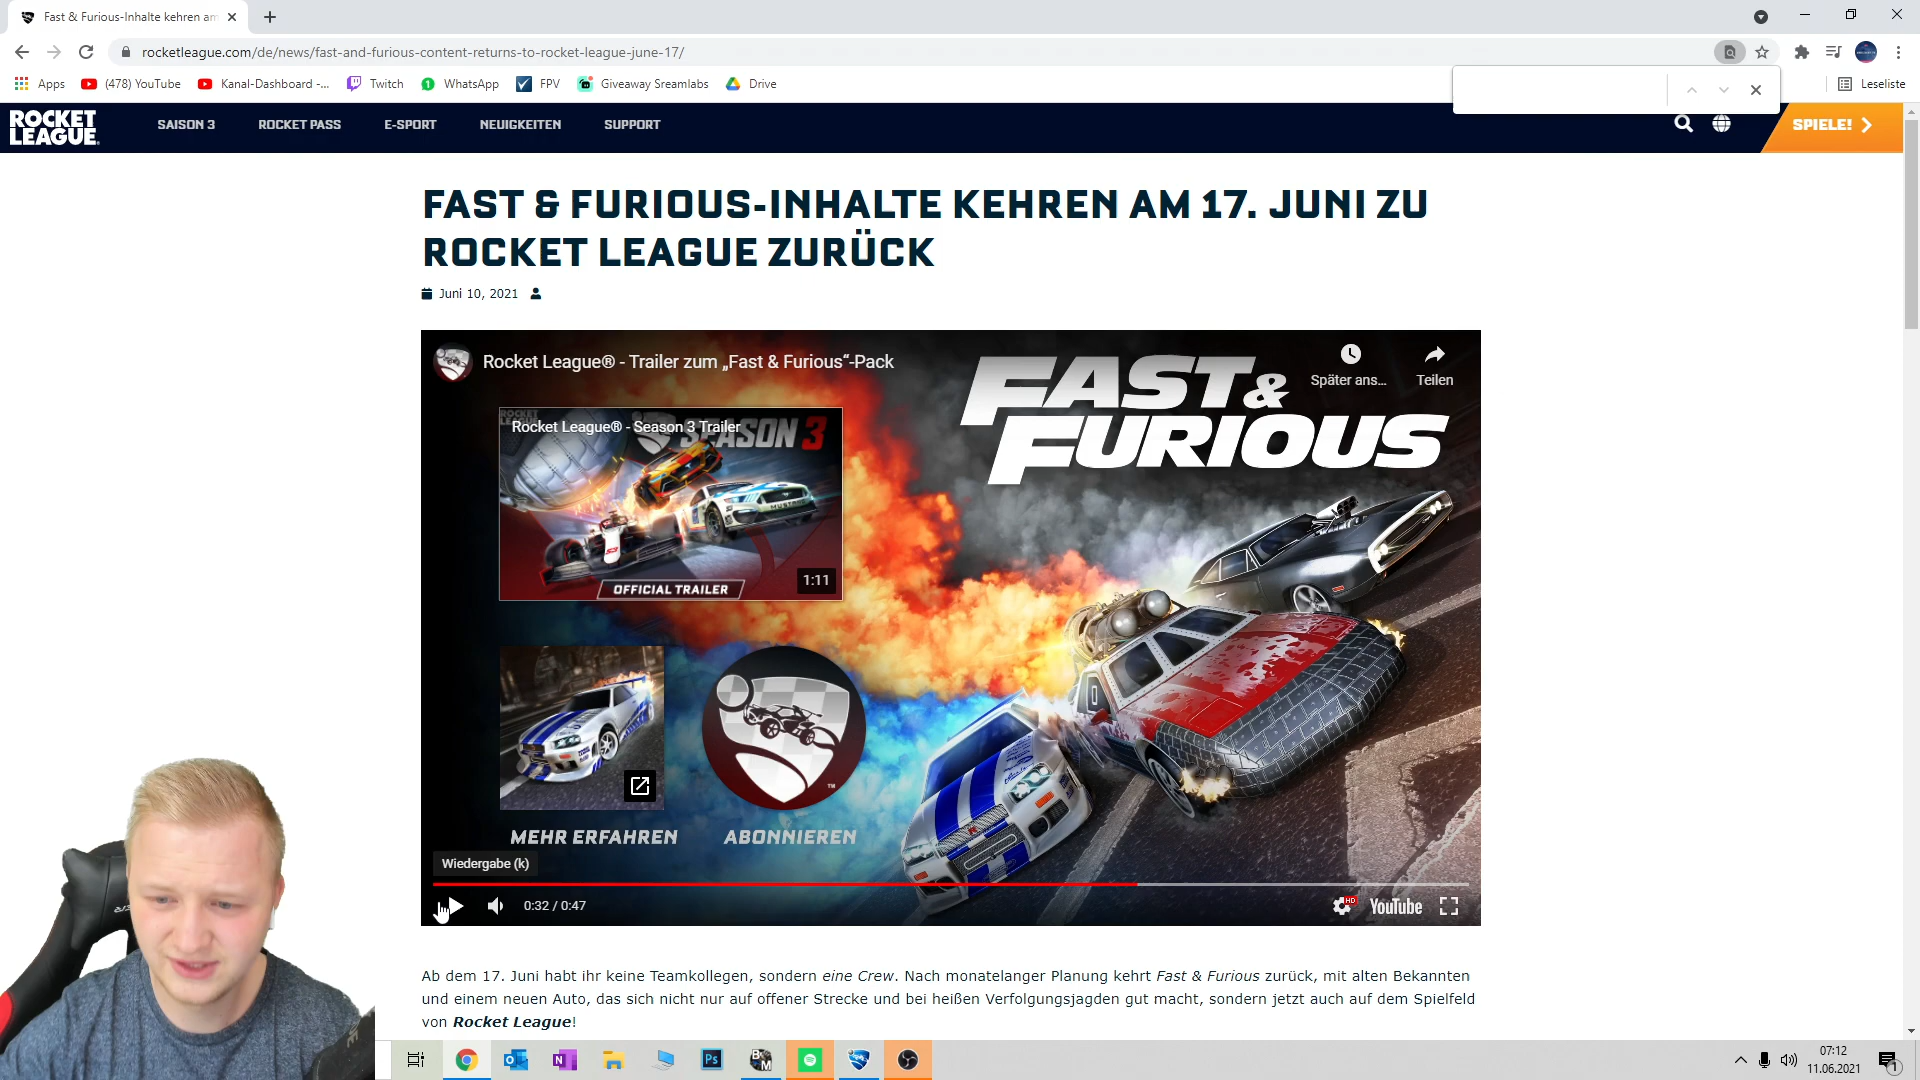 Fast & Furious-Inhalte kehren am
rocketleague.com/de/news/fast-and-furious-content-returns-to-rocket-league-june-17/
Apps
(478) YouTube
Kanal-Dashboard -...
Twitch
WhatsApp
FPV
Giveaway Sreamlabs
Drive
Leseliste
ROCKET
LEAGUE
SAISON 3
ROCKET PASS
E-SPORT
NEUIGKEITEN
SUPPORT
SPIELE!
FAST & FURIOUS-INHALTE KEHREN AM 17. JUNI ZU
ROCKET LEAGUE ZURÜCK
Juni 10, 2021
Rocket League® - Trailer zum „Fast & Furious“-Pack
Später ans...
Teilen
FAST &
FURIOUS
Rocket League® - Season 3 Trailer
ROCKET
LEAGUE
SEASON 3
MUSTANG
OFFICIAL TRAILER
1:11
MEHR ERFAHREN
ABONNIEREN
Wiedergabe (k)
0:32 / 0:47
HD
YouTube
Ab dem 17. Juni habt ihr keine Teamkollegen, sondern eine Crew. Nach monatelanger Planung kehrt Fast & Furious zurück, mit alten Bekannten
und einem neuen Auto, das sich nicht nur auf offener Strecke und bei heißen Verfolgungsjagden gut macht, sondern jetzt auch auf dem Spielfeld
von Rocket League!
Ps
07:12
11.06.2021
1